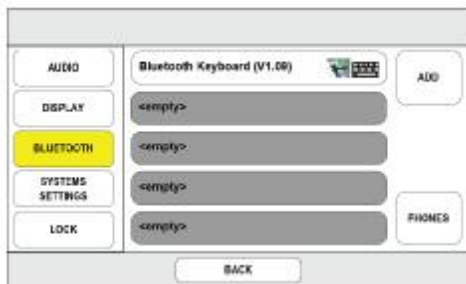 AUDIO
DISPLAY
BLUETOOTH
SYSTEMS
SETTINGS
LOCK
Bluetooth Keyboard (V1.09)
<empty>
<empty>
<empty>
<empty>
ADD
PHONES
BACK